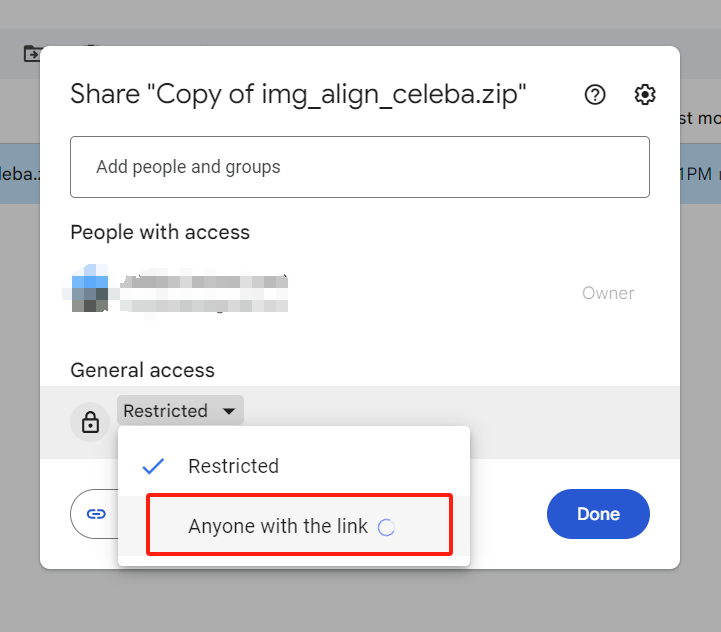 Share "Copy of img_align_celeba.zip"
st mo
Add people and groups
leba.z
1PM
People with access
Owner
General access
Restricted
Restricted
Anyone with the link
Done